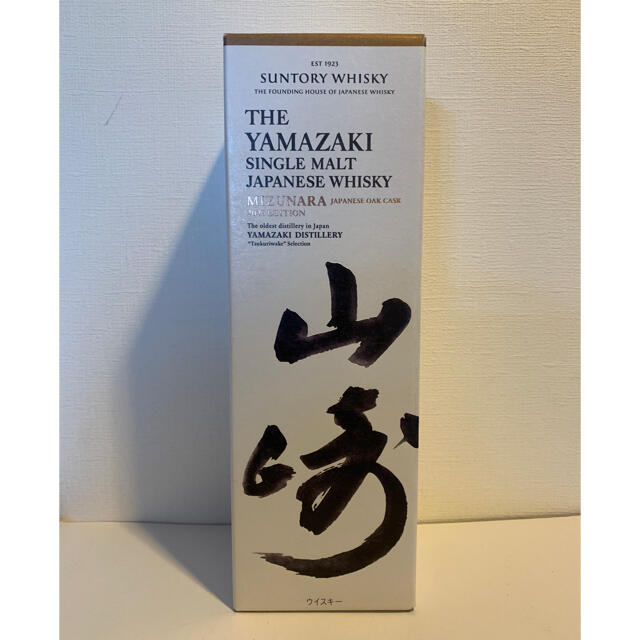 EST 1923
SUNTORY WHISKY
THE FOUNDING HOUSE OF JAPANESE WHISKY
THE
YAMAZAKI
SINGLE MALT
JAPANESE WHISKY
MIZUNARA JAPANESE OAK CASK
EDITION
The oldest distillery in Japan
YAMAZAKI DISTILLERY
"Tsukuriwake" Selection
山
崎
ウイスキー